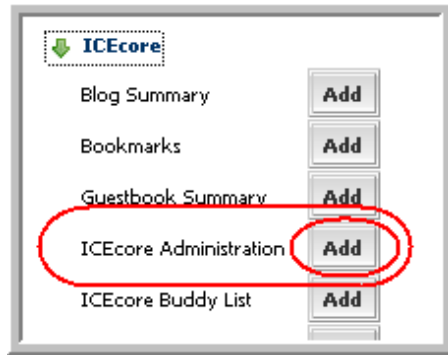 ICEcore
Blog Summary Add
Bookmarks Add
Guestbook Summary Add
ICEcore Administration Add
ICEcore Buddy List Add